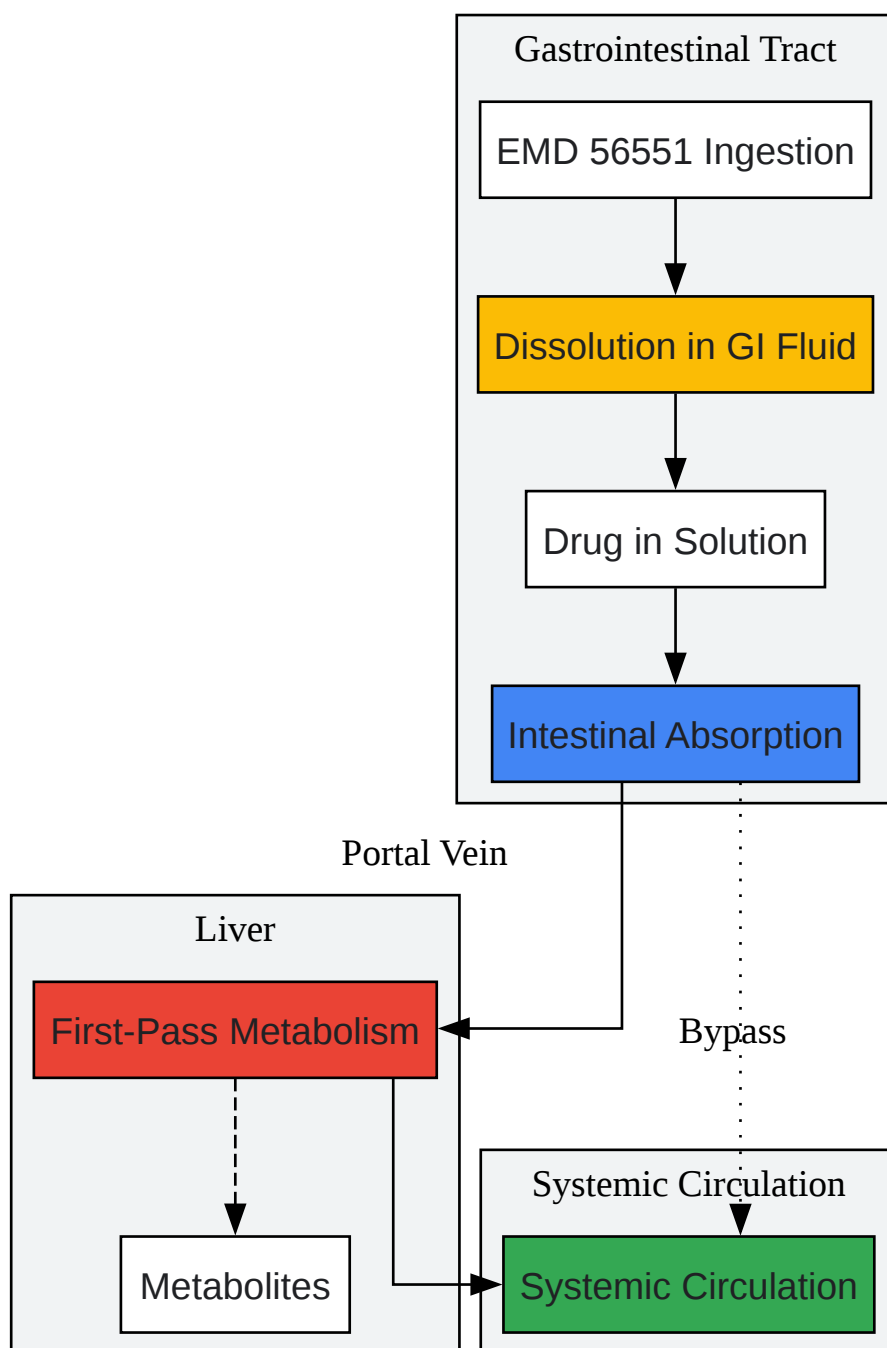 Gastrointestinal Tract
EMD 56551 Ingestion
Dissolution in GI Fluid
Drug in Solution
Intestinal Absorption
Portal Vein
Liver
First-Pass Metabolism
Bypass
Systemic Circulation
Metabolites
Systemic Circulation